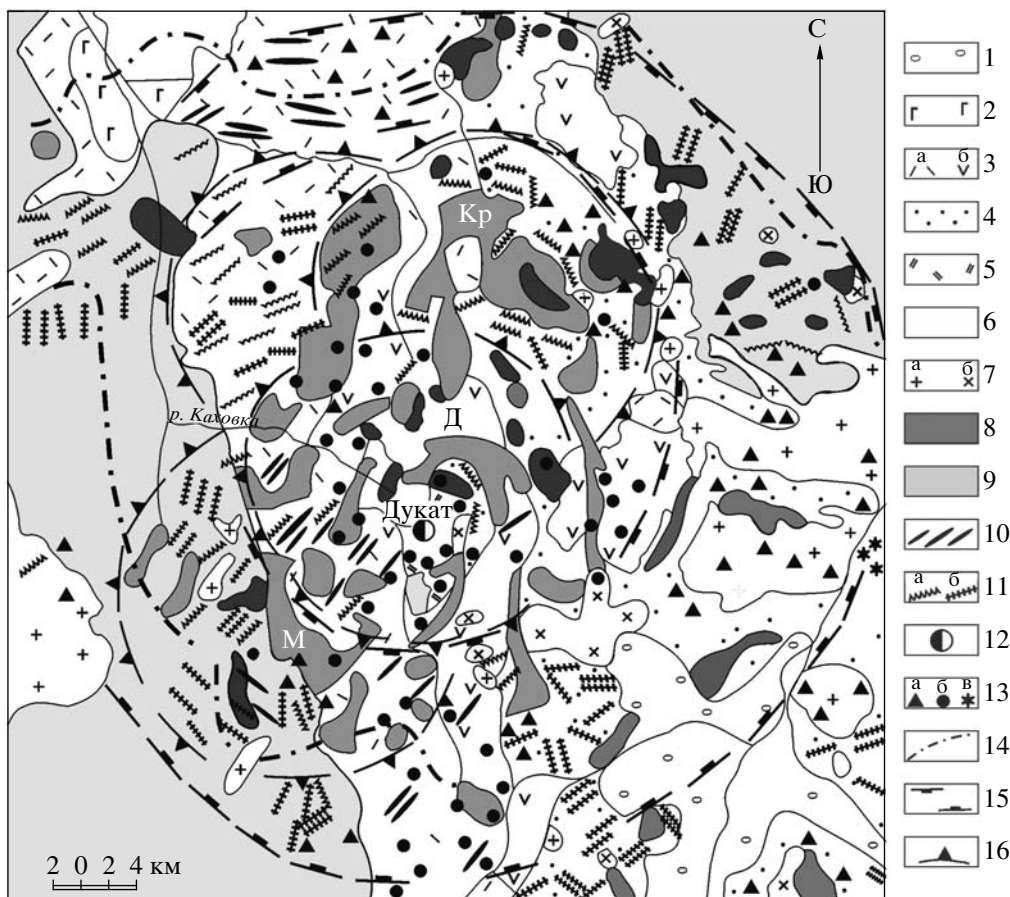 С
Ю
Кр
р. Каховка
Д
Дукат
М
2 0 2 4 км
1
Г Г 2
а б 3
4
5
6
а б 7
8
9
10
а б 11
12
а б в 13
14
15
16
Г
Г
Г
Г